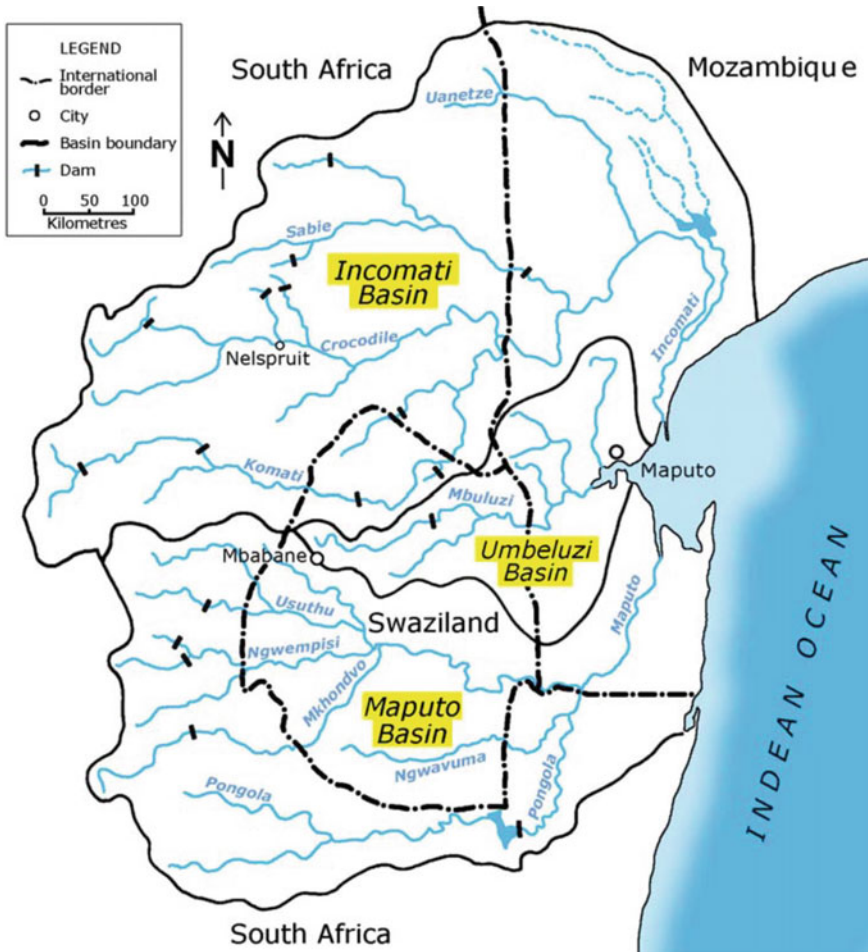 LEGEND
International
border
City
Basin boundary
Dam
0 50 100
Kilometres
South Africa
Mozambique
N
Uanetze
Sabie
Incomati
Basin
Crocodile
Nelspruit
Incomati
Komati
Maputo
Mbuluzi
Mbabane
Umbeluzi
Basin
Usuthu
Swaziland
Maputo
Ngwempisi
Mkhondvo
Maputo
Basin
Ngwavuma
Pongola
Pongola
INDEAN OCEAN
South Africa